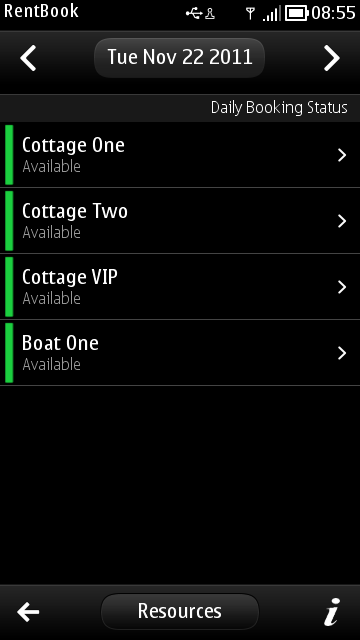 RentBook
08:55
Tue Nov 22 2011
Daily Booking Status
Cottage One
Available
Cottage Two
Available
Cottage VIP
Available
Boat One
Available
Resources